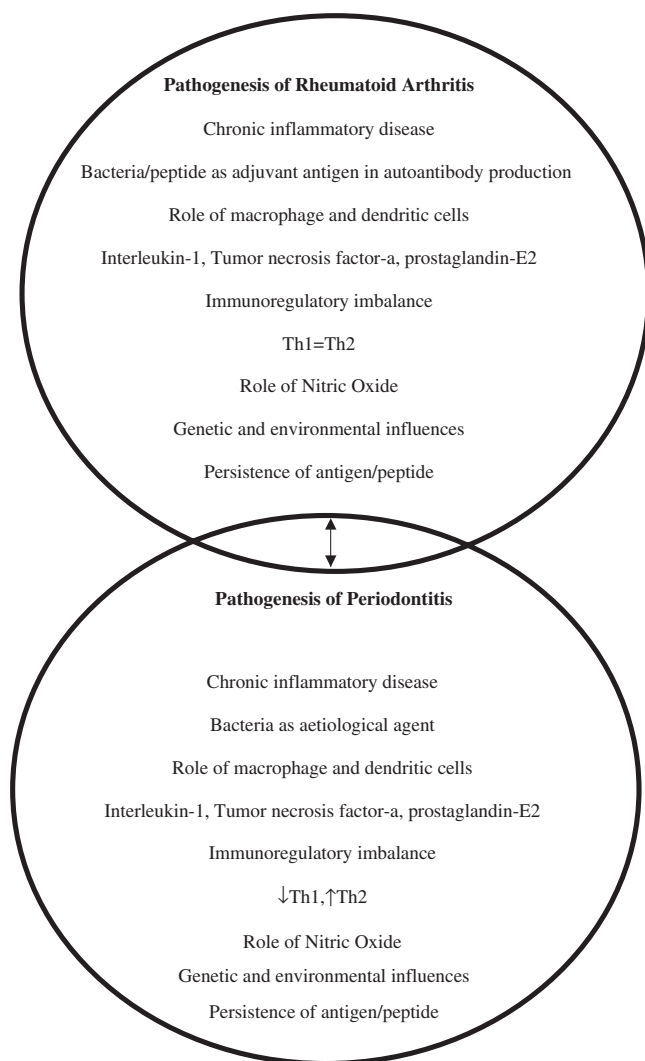 Pathogenesis of Rheumatoid Arthritis
Chronic inflammatory disease
Bacteria/peptide as adjuvant antigen in autoantibody production
Role of macrophage and dendritic cells
Interleukin-1, Tumor necrosis factor-a, prostaglandin-E2
Immunoregulatory imbalance
Th1=Th2
Role of Nitric Oxide
Genetic and environmental influences
Persistence of antigen/peptide
Pathogenesis of Periodontitis
Chronic inflammatory disease
Bacteria as aetiological agent
Role of macrophage and dendritic cells
Interleukin-1, Tumor necrosis factor-a, prostaglandin-E2
Immunoregulatory imbalance
↓Th1,↑Th2
Role of Nitric Oxide
Genetic and environmental influences
Persistence of antigen/peptide